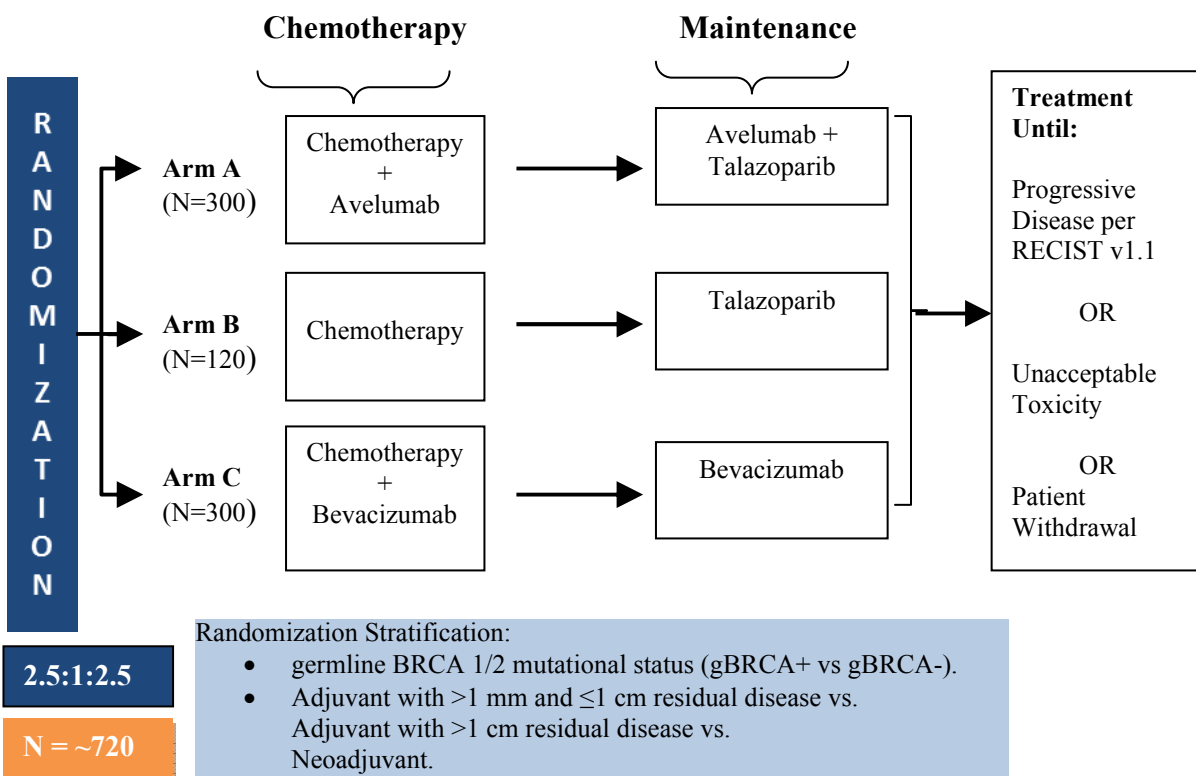 Chemotherapy
Maintenance
RANDOMIZATION
Arm A
(N=300)
Chemotherapy
+
Avelumab
Avelumab +
Talazoparib
Arm B
(N=120)
Chemotherapy
Talazoparib
Arm C
(N=300)
Chemotherapy
+
Bevacizumab
Bevacizumab
Treatment
Until:
Progressive
Disease per
RECIST v1.1
OR
Unacceptable
Toxicity
OR
Patient
Withdrawal
2.5:1:2.5
N = ~720
Randomization Stratification:
• germline BRCA 1/2 mutational status (gBRCA+ vs gBRCA-).
• Adjuvant with >1 mm and ≤1 cm residual disease vs.
Adjuvant with >1 cm residual disease vs.
Neoadjuvant.